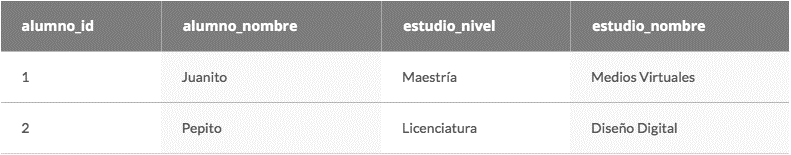 alumno_id alumno_nombre estudio_nivel estudio_nombre
1 Juanito Maestría Medios Virtuales
2 Pepito Licenciatura Diseño Digital